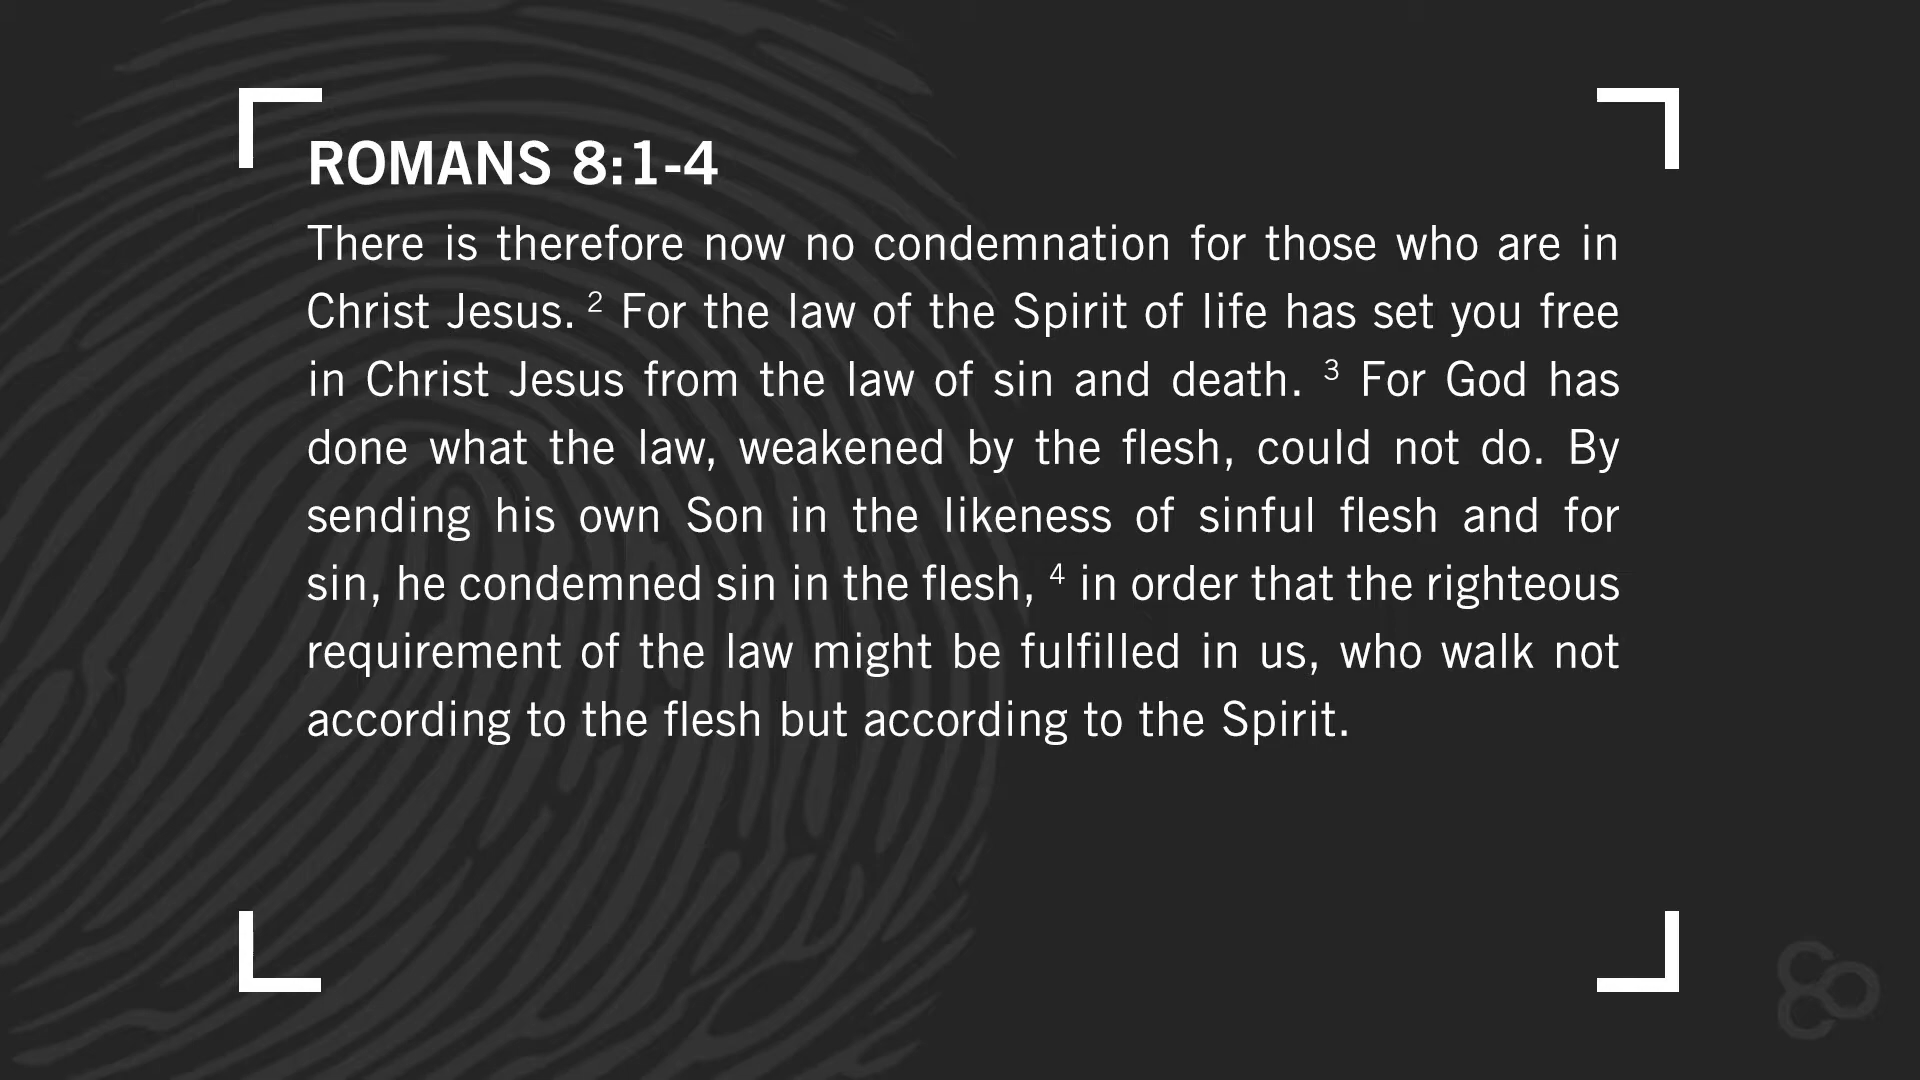 ROMANS 8:1-4
There is therefore now no condemnation for those who are in
Christ Jesus. 2 For the law of the Spirit of life has set you free
in Christ Jesus from the law of sin and death. 3 For God has
done what the law, weakened by the flesh, could not do. By
sending his own Son in the likeness of sinful flesh and for
sin, he condemned sin in the flesh, 4 in order that the righteous
requirement of the law might be fulfilled in us, who walk not
according to the flesh but according to the Spirit.